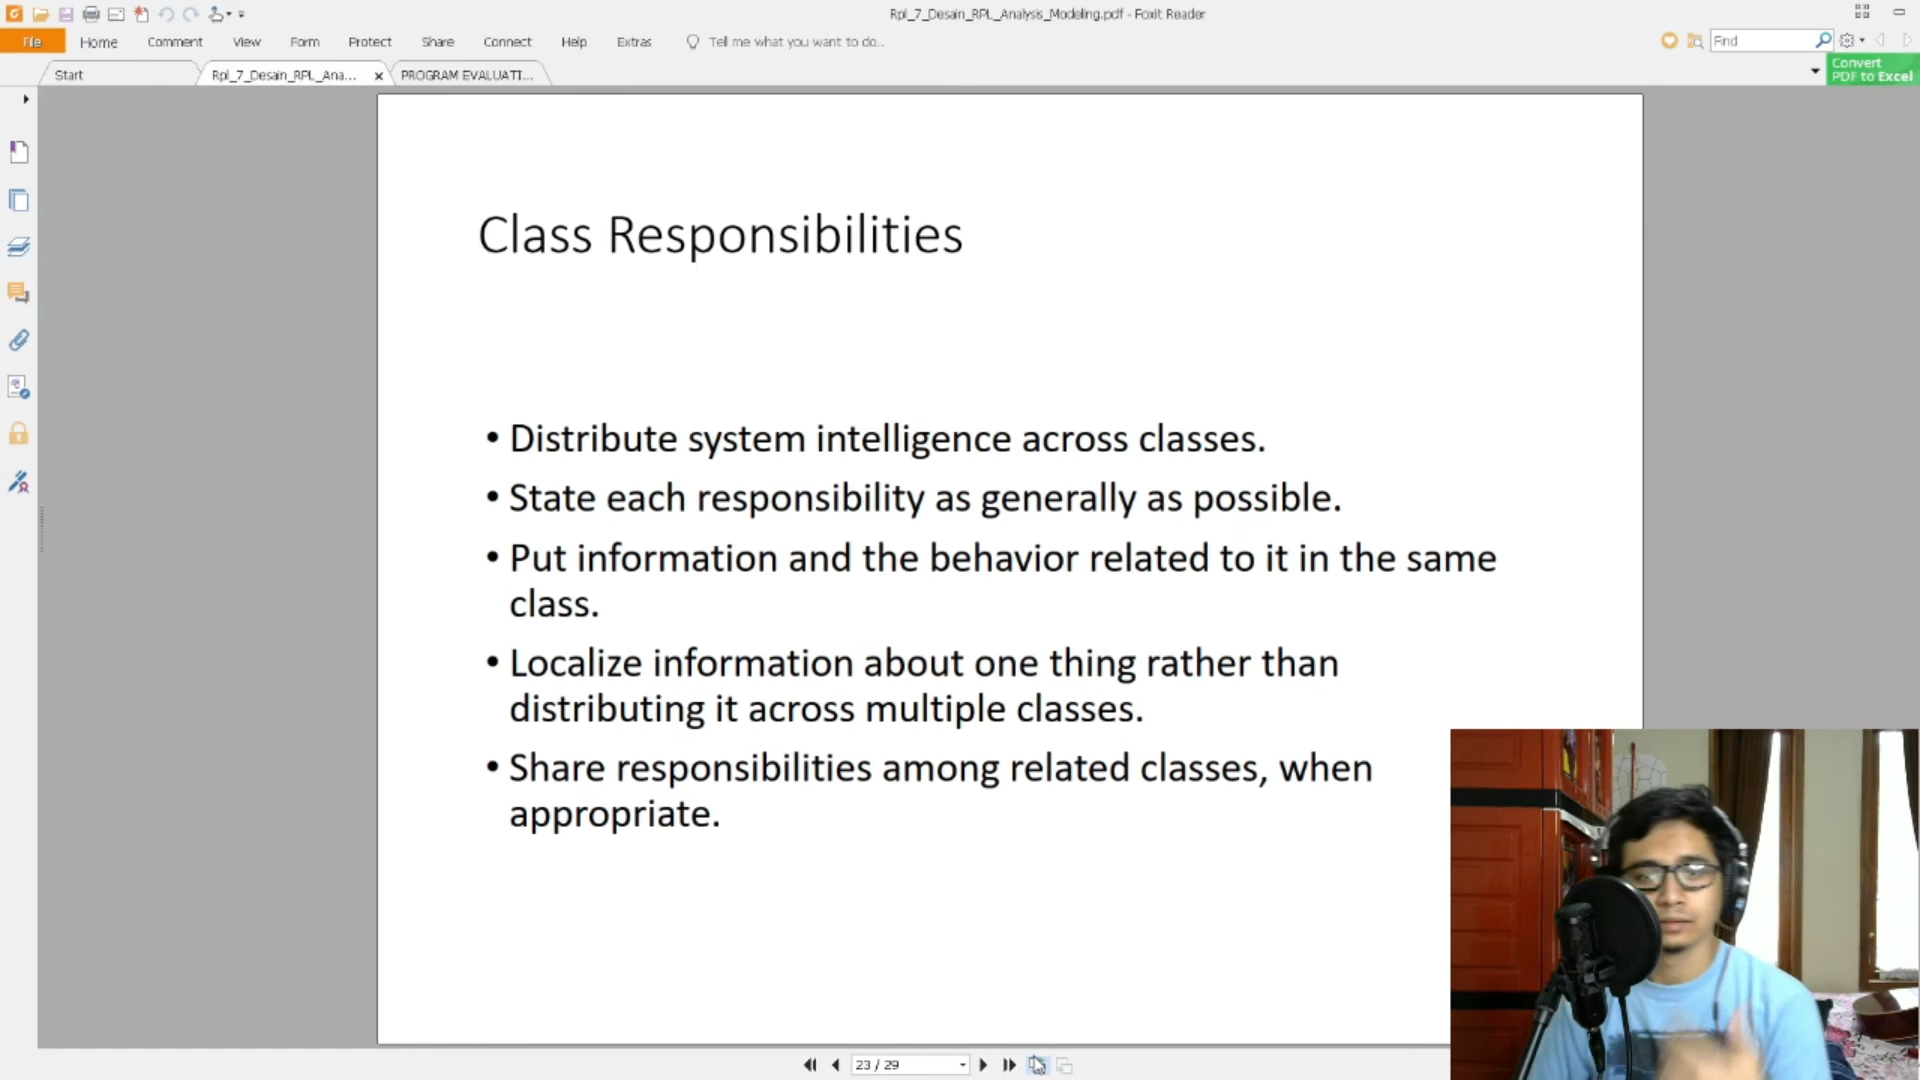 Rpl_7_Desain_RPL_Analysis_Modeling.pdf - Foxit Reader
File Home Comment View Form Protect Share Connect Help Extras Tell me what you want to do.. Find
Start Rpl_7_Desain_RPL_Ana... PROGRAM EVALUATI... Convert
PDF to Excel
Class Responsibilities
• Distribute system intelligence across classes.
• State each responsibility as generally as possible.
• Put information and the behavior related to it in the same
class.
• Localize information about one thing rather than
distributing it across multiple classes.
• Share responsibilities among related classes, when
appropriate.
23 / 29